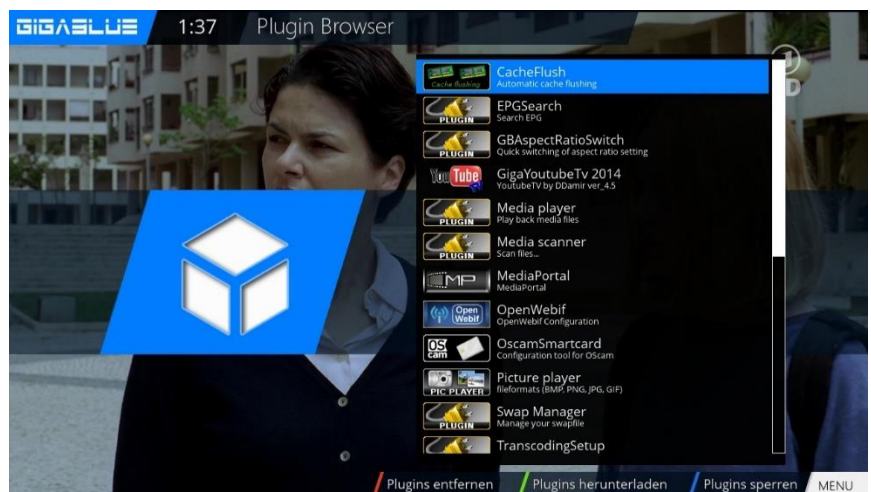 GIGABLUE 1:37 Plugin Browser
CacheFlush
Cache flushing
Automatic cache flushing
EPGSearch
PLUGIN
Search EPG
GBAspectRatioSwitch
PLUGIN
Quick switching of aspect ratio setting
YouTube
GigaYoutubeTv 2014
YoutubeTV by DDamir ver_4.5
Media player
PLUGIN
Play back media files
Media scanner
PLUGIN
Scan files...
MP
MediaPortal
MediaPortal
Open Webif
OpenWebif
OpenWebif Configuration
OScam
OscamSmartcard
Configuration tool for OScam
Picture player
PIC PLAYER
fileformats (BMP, PNG, JPG, GIF)
Swap Manager
PLUGIN
Manage your swapfile
TranscodingSetup
1
D
Plugins entfernen Plugins herunterladen Plugins sperren MENU